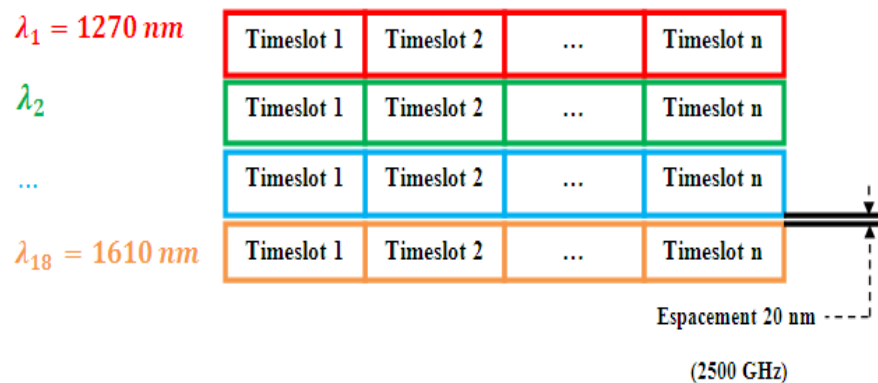 λ₁ = 1270 nm Timeslot 1 Timeslot 2 ... Timeslot n
λ₂ Timeslot 1 Timeslot 2 ... Timeslot n
... Timeslot 1 Timeslot 2 ... Timeslot n
λ₁₈ = 1610 nm Timeslot 1 Timeslot 2 ... Timeslot n
Espacement 20 nm
(2500 GHz)